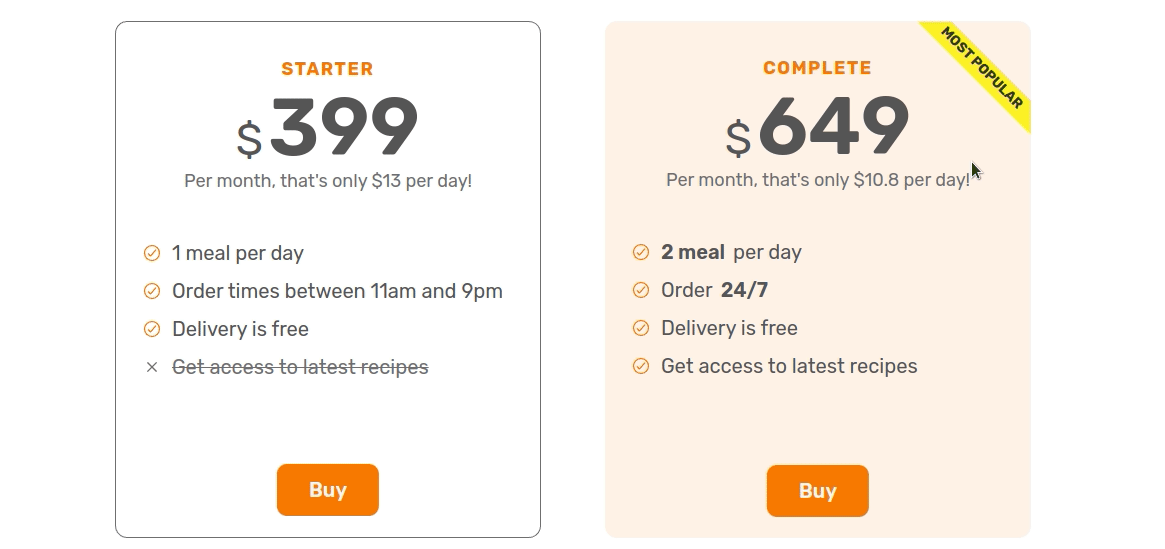 STARTER
$399
Per month, that's only $13 per day!
1 meal per day
Order times between 11am and 9pm
Delivery is free
Get access to latest recipes
Buy
MOST POPULAR
COMPLETE
$649
Per month, that's only $10.8 per day!
2 meal per day
Order 24/7
Delivery is free
Get access to latest recipes
Buy